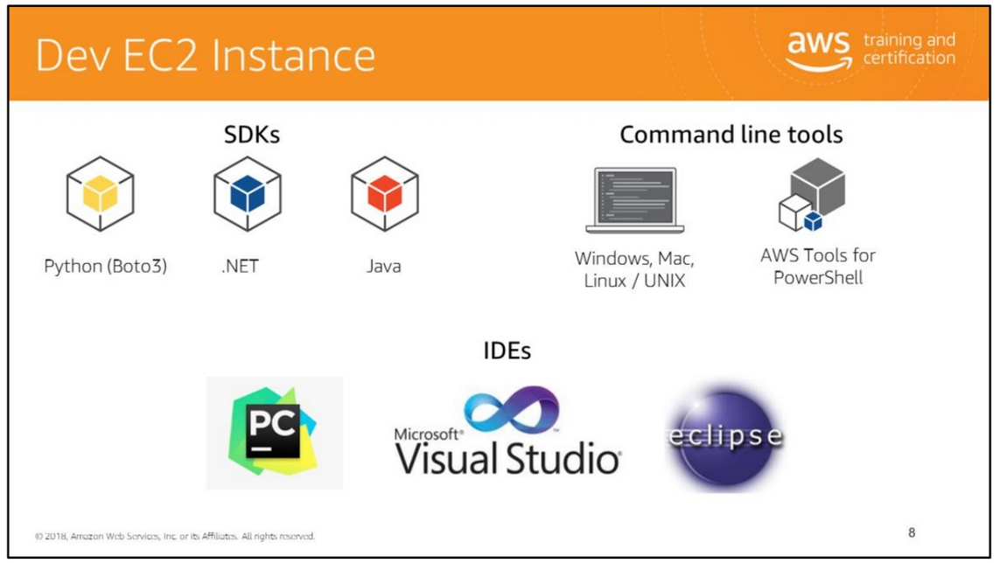 Dev EC2 Instance
aws training and
certification
SDKs
Python (Boto3)
.NET
Java
Command line tools
Windows, Mac,
Linux / UNIX
AWS Tools for
PowerShell
IDEs
PC
Microsoft®
Visual Studio®
eclipse
© 2018, Amazon Web Services, Inc. or its Affiliates. All rights reserved.
8